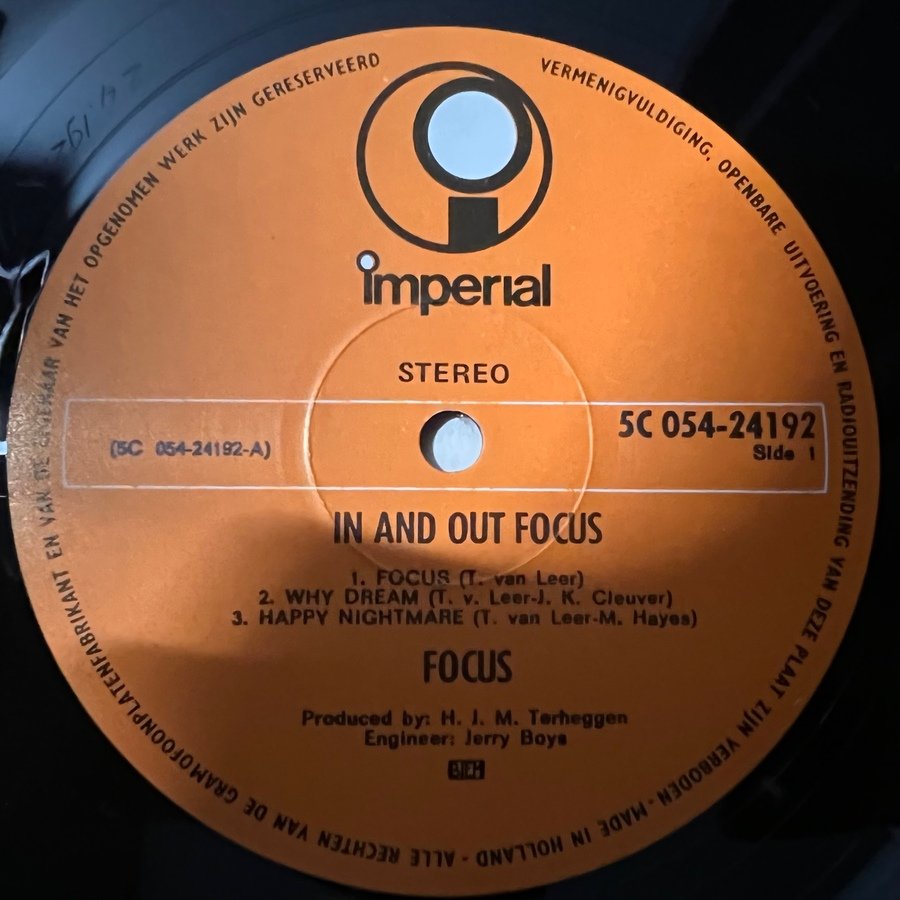 VERMENIGVULDIGING, OPENBARE UITVOERING EN RADIOUITZENDING VAN DEZE PLAAT ZIJN VERBODEN - MADE IN HOLLAND - ALLE RECHTEN VAN DE GRAMOFOONPLATENFABRIKANT EN VAN DE EIGENAAR VAN HET OPGENOMEN WERK ZIJN GERESERVEERD
imperial
STEREO
(5C 054-24192-A)
5C 054-24192
Side 1
IN AND OUT FOCUS
1. FOCUS (T. van Leer)
2. WHY DREAM (T. v. Leer-J. K. Cleuver)
3. HAPPY NIGHTMARE (T. van Leer-M. Hayes)
FOCUS
Produced by: H. J. M. Terheggen
Engineer: Jerry Boys
BIEM